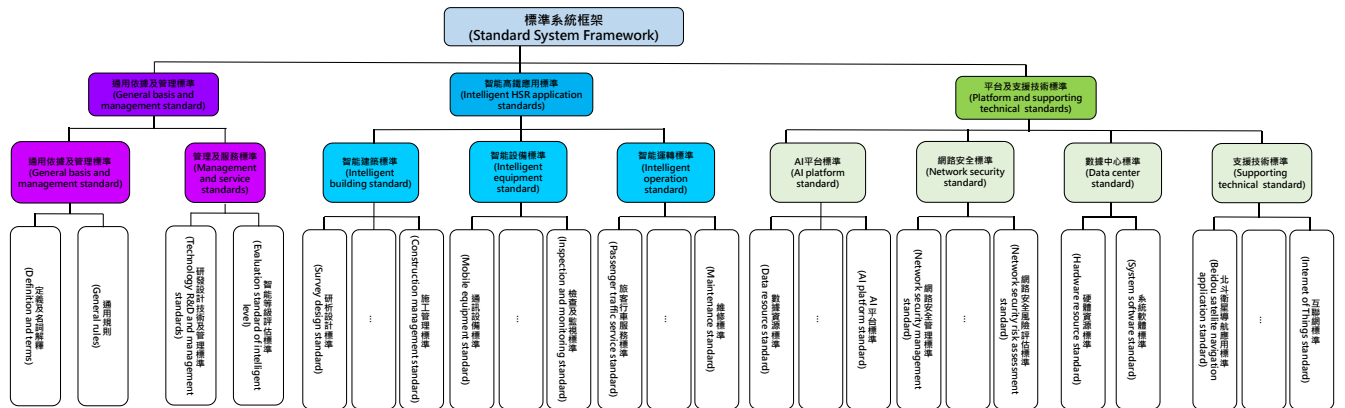 標準系統框架
(Standard System Framework)
通用依據及管理標準
(General basis and
management standard)
智能高鐵應用標準
(Intelligent HSR application
standards)
平台及支援技術標準
(Platform and supporting
technical standards)
通用依據及管理標準
(General basis and
management standard)
管理及服務標準
(Management
and service
standards)
智能建築標準
(Intelligent
building standard)
智能設備標準
(Intelligent
equipment
standard)
智能運轉標準
(Intelligent
operation
standard)
AI平台標準
(AI platform
standard)
網路安全標準
(Network security
standard)
數據中心標準
(Data center
standard)
支援技術標準
(Supporting
technical standard)
定義及名詞解釋
(Definition and terms)
通用規則
(General rules)
研發設計技術及管理標準
(Technology R&D and management
standards)
智能等級評估標準
(Evaluation standard of intelligent
level)
研析設計標準
(Survey design standard)
...
施工管理標準
(Construction management standard)
通訊設備標準
(Mobile equipment standard)
...
檢查及監視標準
(Inspection and monitoring standard)
旅客行車服務標準
(Passenger traffic service standard)
...
維修標準
(Maintenance standard)
數據資源標準
(Data resource standard)
...
AI平台標準
(AI platform standard)
網路安全管理標準
(Network security management
standard)
...
網路安全風險評估標準
(Network security risk assessment
standard)
硬體資源標準
(Hardware resource standard)
系統軟體標準
(System software standard)
北斗衛星導航應用標準
(Beidou satellite navigation
application standard)
...
互聯網標準
(Internet of Things standard)